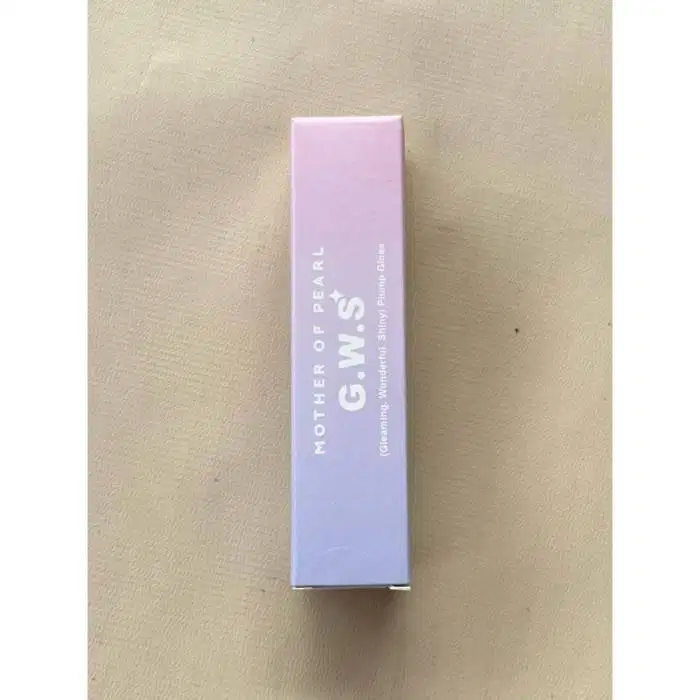 MOTHER OF PEARL
G.W.S
(Gleaming, Wonderful, Shiny) Plump Gloss